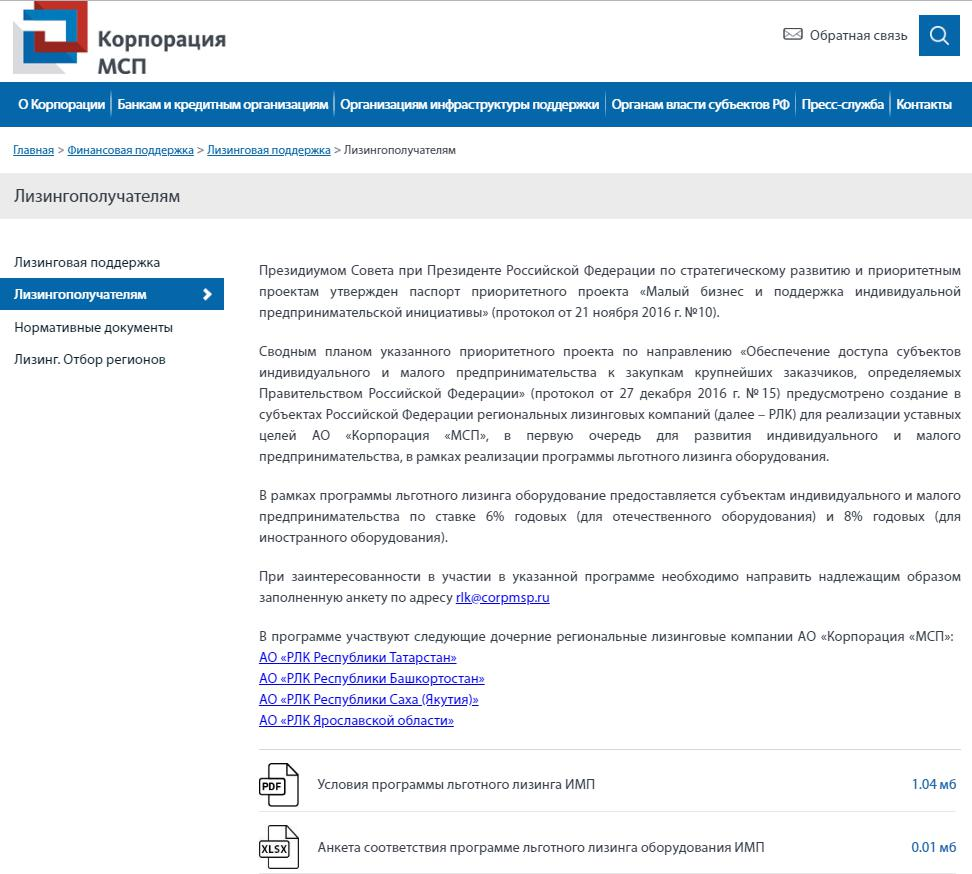 Корпорация
МСП
Обратная связь
О Корпорации
Банкам и кредитным организациям
Организациям инфраструктуры поддержки
Органам власти субъектов РФ
Пресс-служба
Контакты
Главная > Финансовая поддержка > Лизинговая поддержка > Лизингополучателям
Лизингополучателям
Лизинговая поддержка
Лизингополучателям
Нормативные документы
Лизинг. Отбор регионов
Президиумом Совета при Президенте Российской Федерации по стратегическому развитию и приоритетным
проектам утвержден паспорт приоритетного проекта «Малый бизнес и поддержка индивидуальной
предпринимательской инициативы» (протокол от 21 ноября 2016 г. №10).
Сводным планом указанного приоритетного проекта по направлению «Обеспечение доступа субъектов
индивидуального и малого предпринимательства к закупкам крупнейших заказчиков, определяемых
Правительством Российской Федерации» (протокол от 27 декабря 2016 г. № 15) предусмотрено создание в
субъектах Российской Федерации региональных лизинговых компаний (далее – РЛК) для реализации уставных
целей АО «Корпорация «МСП», в первую очередь для развития индивидуального и малого
предпринимательства, в рамках реализации программы льготного лизинга оборудования.
В рамках программы льготного лизинга оборудование предоставляется субъектам индивидуального и малого
предпринимательства по ставке 6% годовых (для отечественного оборудования) и 8% годовых (для
иностранного оборудования).
При заинтересованности в участии в указанной программе необходимо направить надлежащим образом
заполненную анкету по адресу rlk@corpmsp.ru
В программе участвуют следующие дочерние региональные лизинговые компании АО «Корпорация «МСП»:
АО «РЛК Республики Татарстан»
АО «РЛК Республики Башкортостан»
АО «РЛК Республики Саха (Якутия)»
АО «РЛК Ярославской области»
PDF Условия программы льготного лизинга ИМП 1.04 мб
XLSX Анкета соответствия программе льготного лизинга оборудования ИМП 0.01 мб